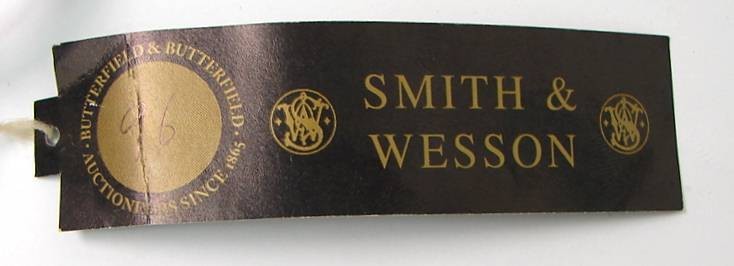 · BUTTERFIELD & BUTTERFIELD ·
AUCTIONEERS SINCE 1865
96
SMITH &
WESSON